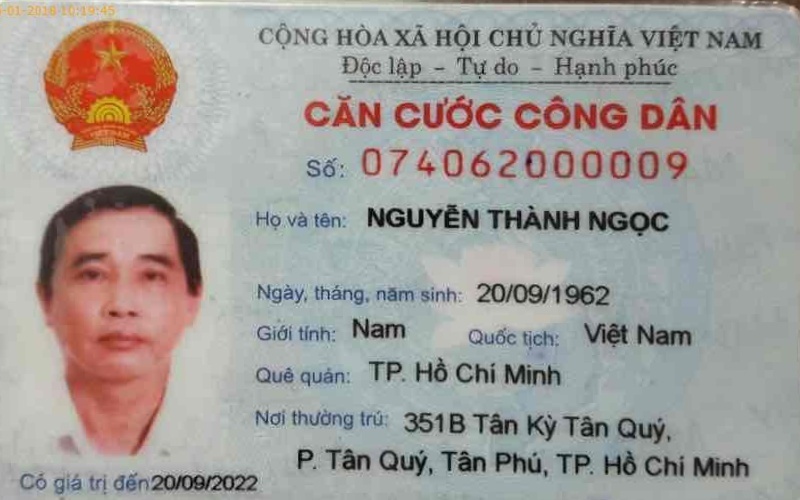 -01-2018 10:19:45
CỘNG HÒA XÃ HỘI CHỦ NGHĨA VIỆT NAM
Độc lập - Tự do - Hạnh phúc
CĂN CƯỚC CÔNG DÂN
Số: 074062000009
Họ và tên: NGUYỄN THÀNH NGỌC
Ngày, tháng, năm sinh: 20/09/1962
Giới tính: Nam Quốc tịch: Việt Nam
Quê quán: TP. Hồ Chí Minh
Nơi thường trú: 351B Tân Kỳ Tân Quý,
P. Tân Quý, Tân Phú, TP. Hồ Chí Minh
Có giá trị đến 20/09/2022